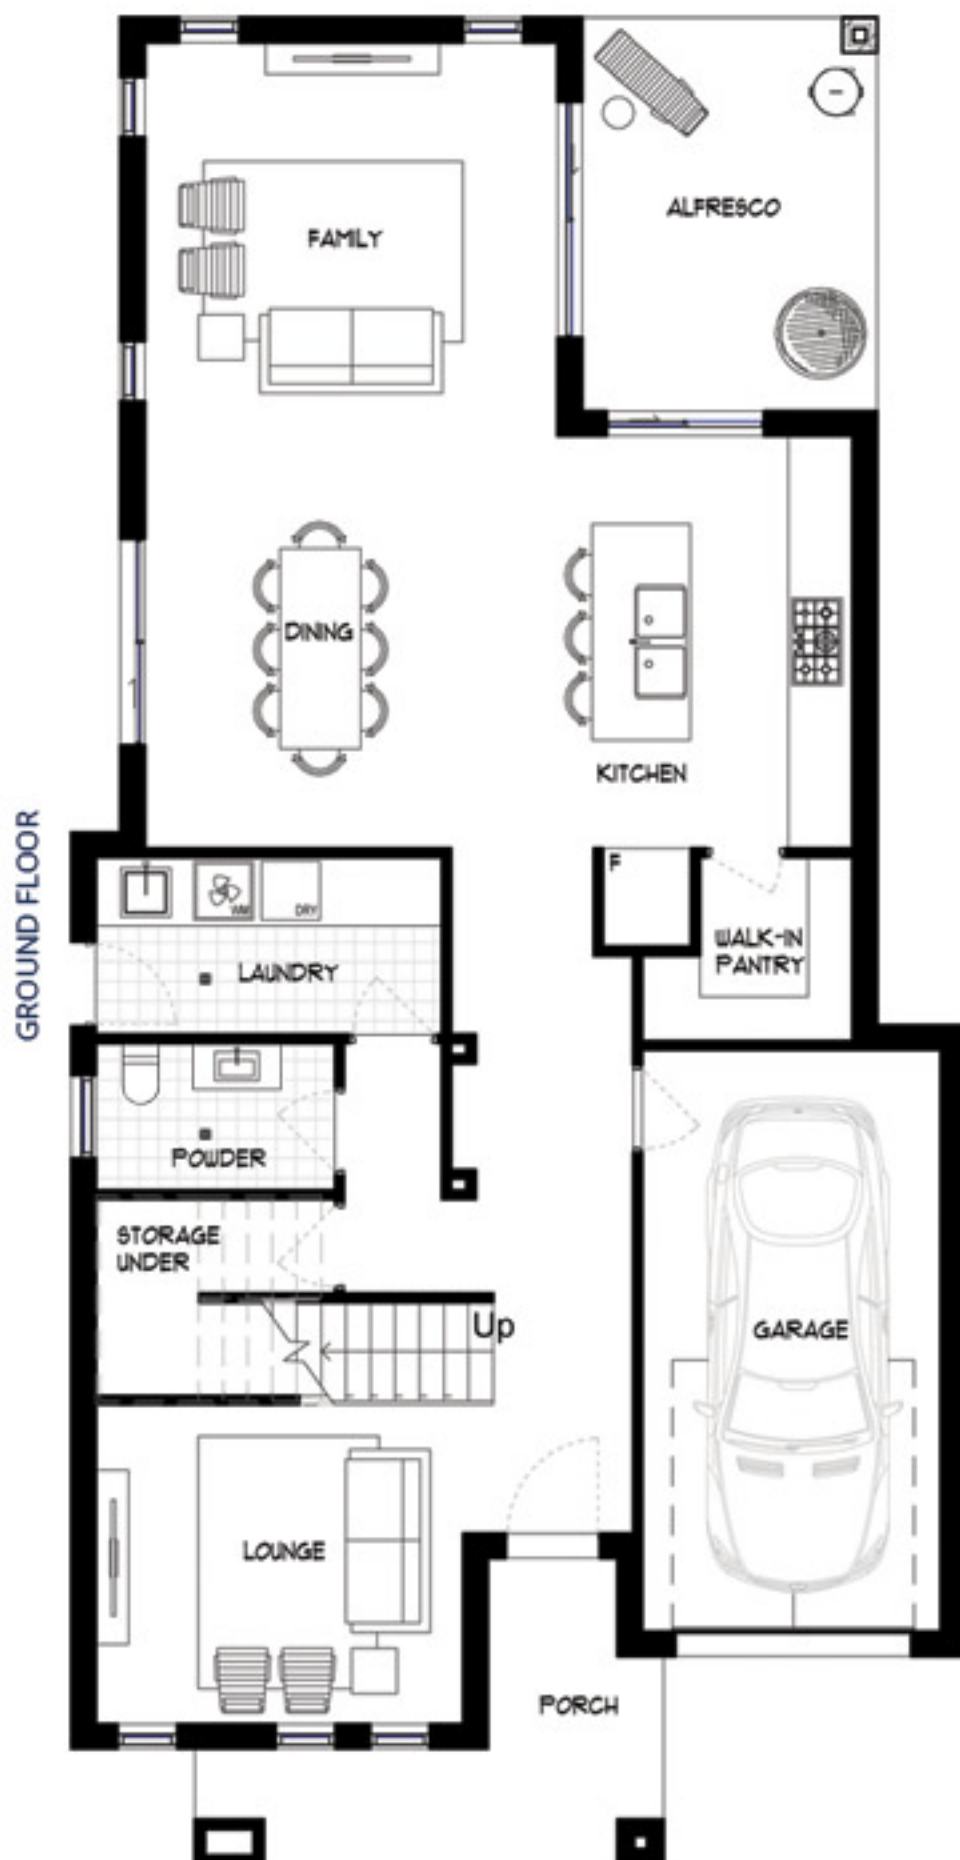 ALFRESCO
FAMILY
DINING
KITCHEN
GROUND FLOOR
F
WM
DRY
WALK-IN
PANTRY
LAUNDRY
POWDER
STORAGE
UNDER
Up
GARAGE
LOUNGE
PORCH